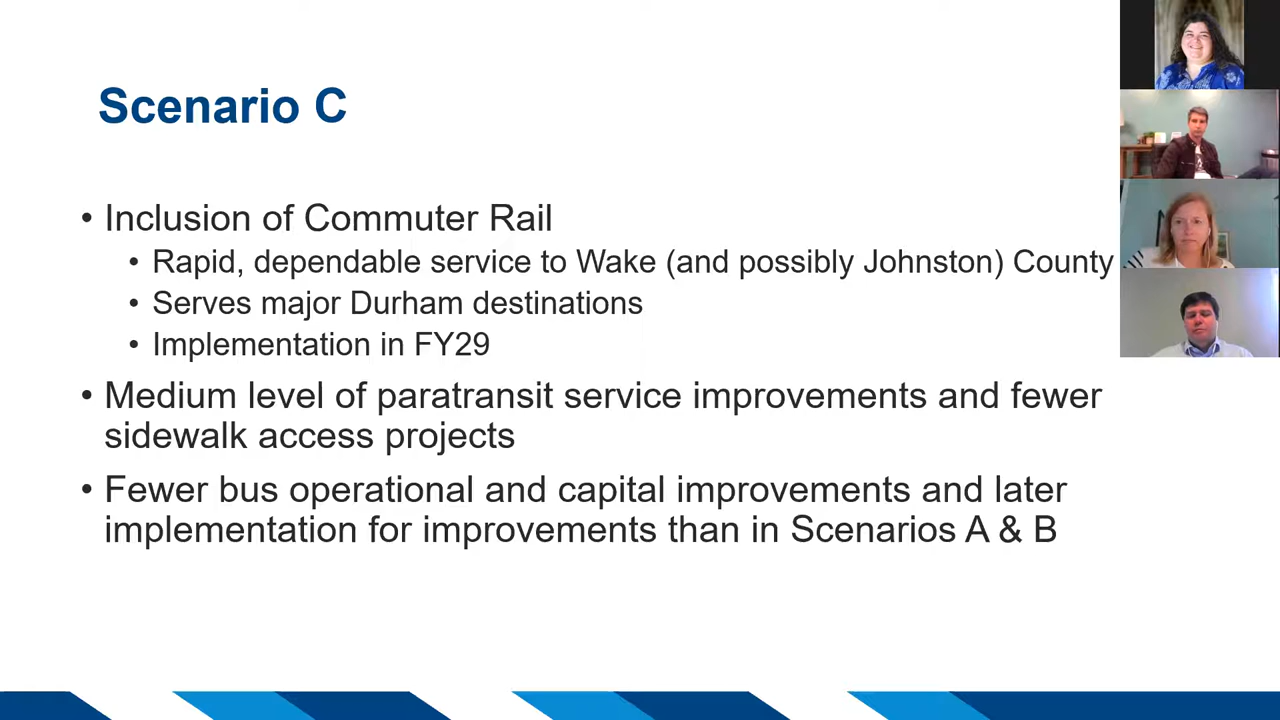 Scenario C
• Inclusion of Commuter Rail
• Rapid, dependable service to Wake (and possibly Johnston) County
• Serves major Durham destinations
• Implementation in FY29
• Medium level of paratransit service improvements and fewer
sidewalk access projects
• Fewer bus operational and capital improvements and later
implementation for improvements than in Scenarios A & B